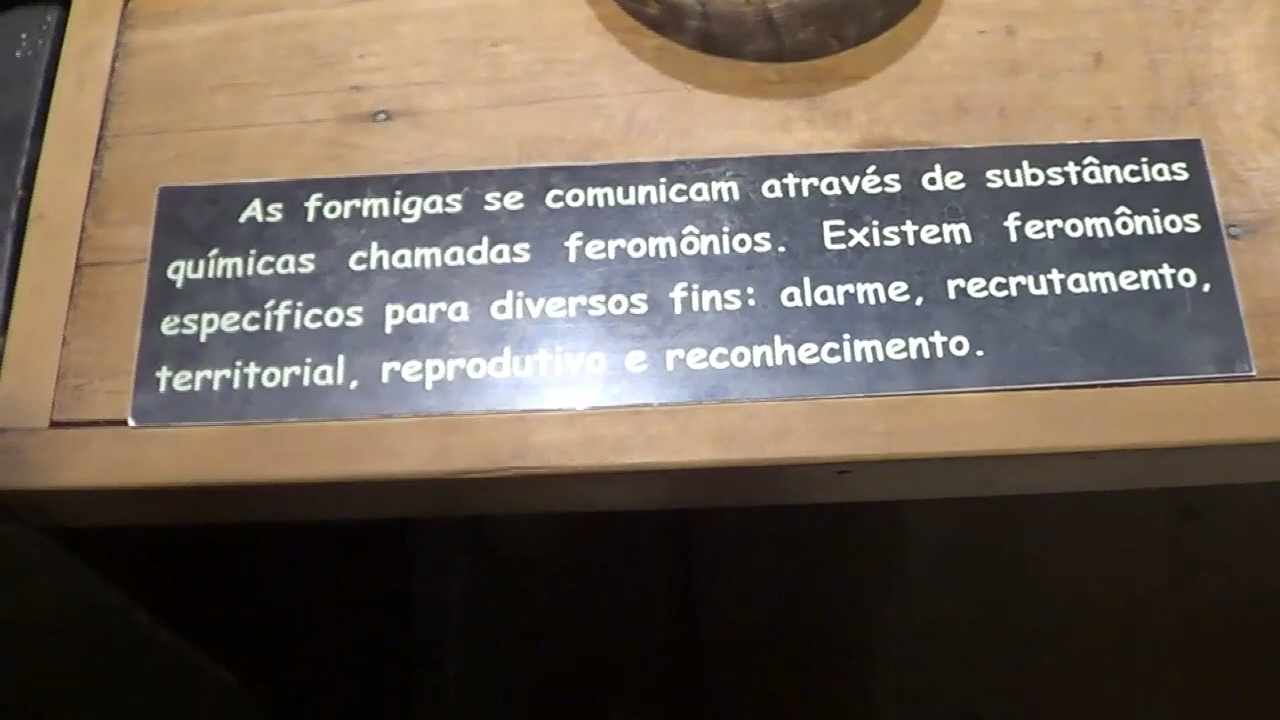 As formigas se comunicam através de substâncias
químicas chamadas feromônios. Existem feromônios
específicos para diversos fins: alarme, recrutamento,
territorial, reprodutivo e reconhecimento.